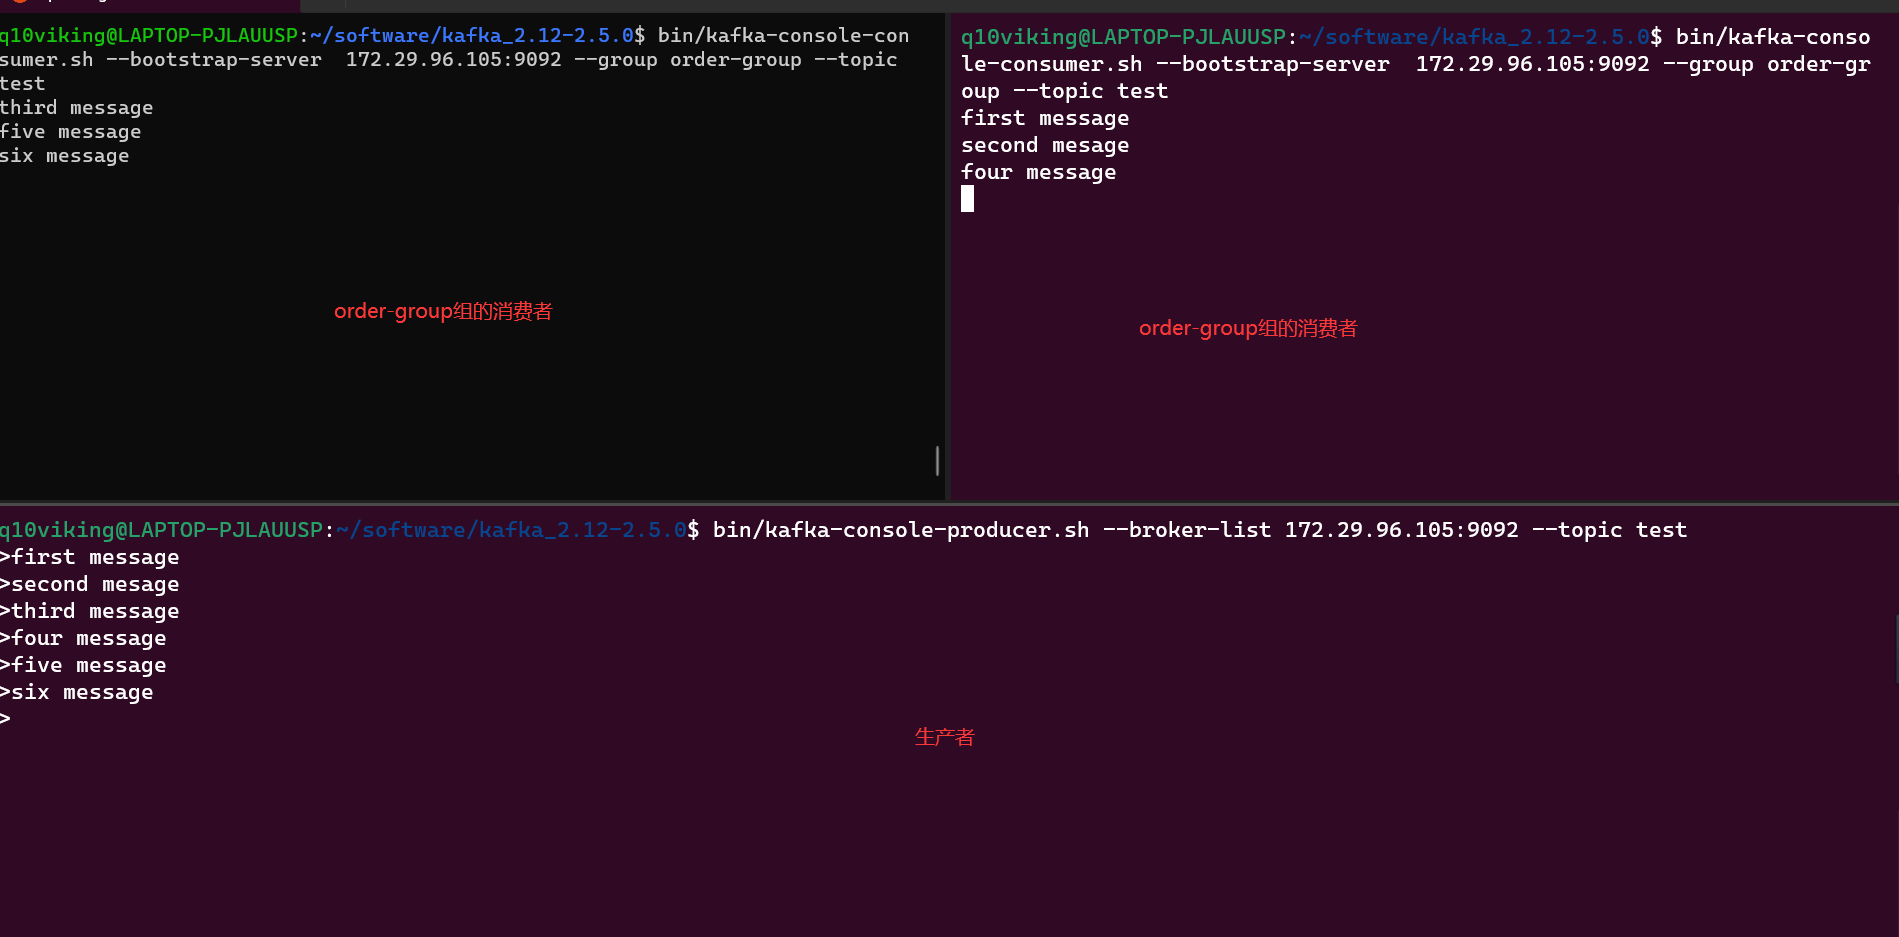 q10viking@LAPTOP-PJLAUUSP:~/software/kafka_2.12-2.5.0$ bin/kafka-console-con
sumer.sh --bootstrap-server  172.29.96.105:9092 --group order-group --topic
test
third message
five message
six message
order-group组的消费者
q10viking@LAPTOP-PJLAUUSP:~/software/kafka_2.12-2.5.0$ bin/kafka-conso
le-consumer.sh --bootstrap-server  172.29.96.105:9092 --group order-gr
oup --topic test
first message
second mesage
four message
order-group组的消费者
q10viking@LAPTOP-PJLAUUSP:~/software/kafka_2.12-2.5.0$ bin/kafka-console-producer.sh --broker-list 172.29.96.105:9092 --topic test
>first message
>second mesage
>third message
>four message
>five message
>six message
>
生产者